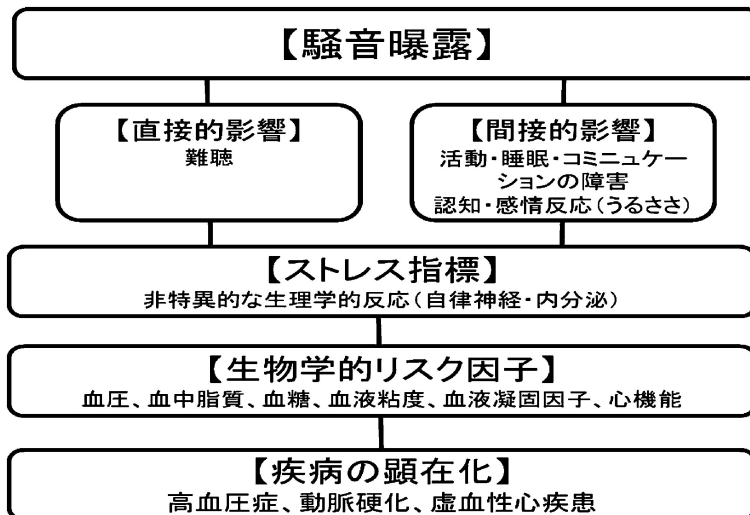 【騒音曝露】
【直接的影響】
難聴
【間接的影響】
活動・睡眠・コミニュケー
ションの障害
認知・感情反応(うるささ)
【ストレス指標】
非特異的な生理学的反応(自律神経・内分泌)
【生物学的リスク因子】
血圧、血中脂質、血糖、血液粘度、血液凝固因子、心機能
【疾病の顕在化】
高血圧症、動脈硬化、虚血性心疾患